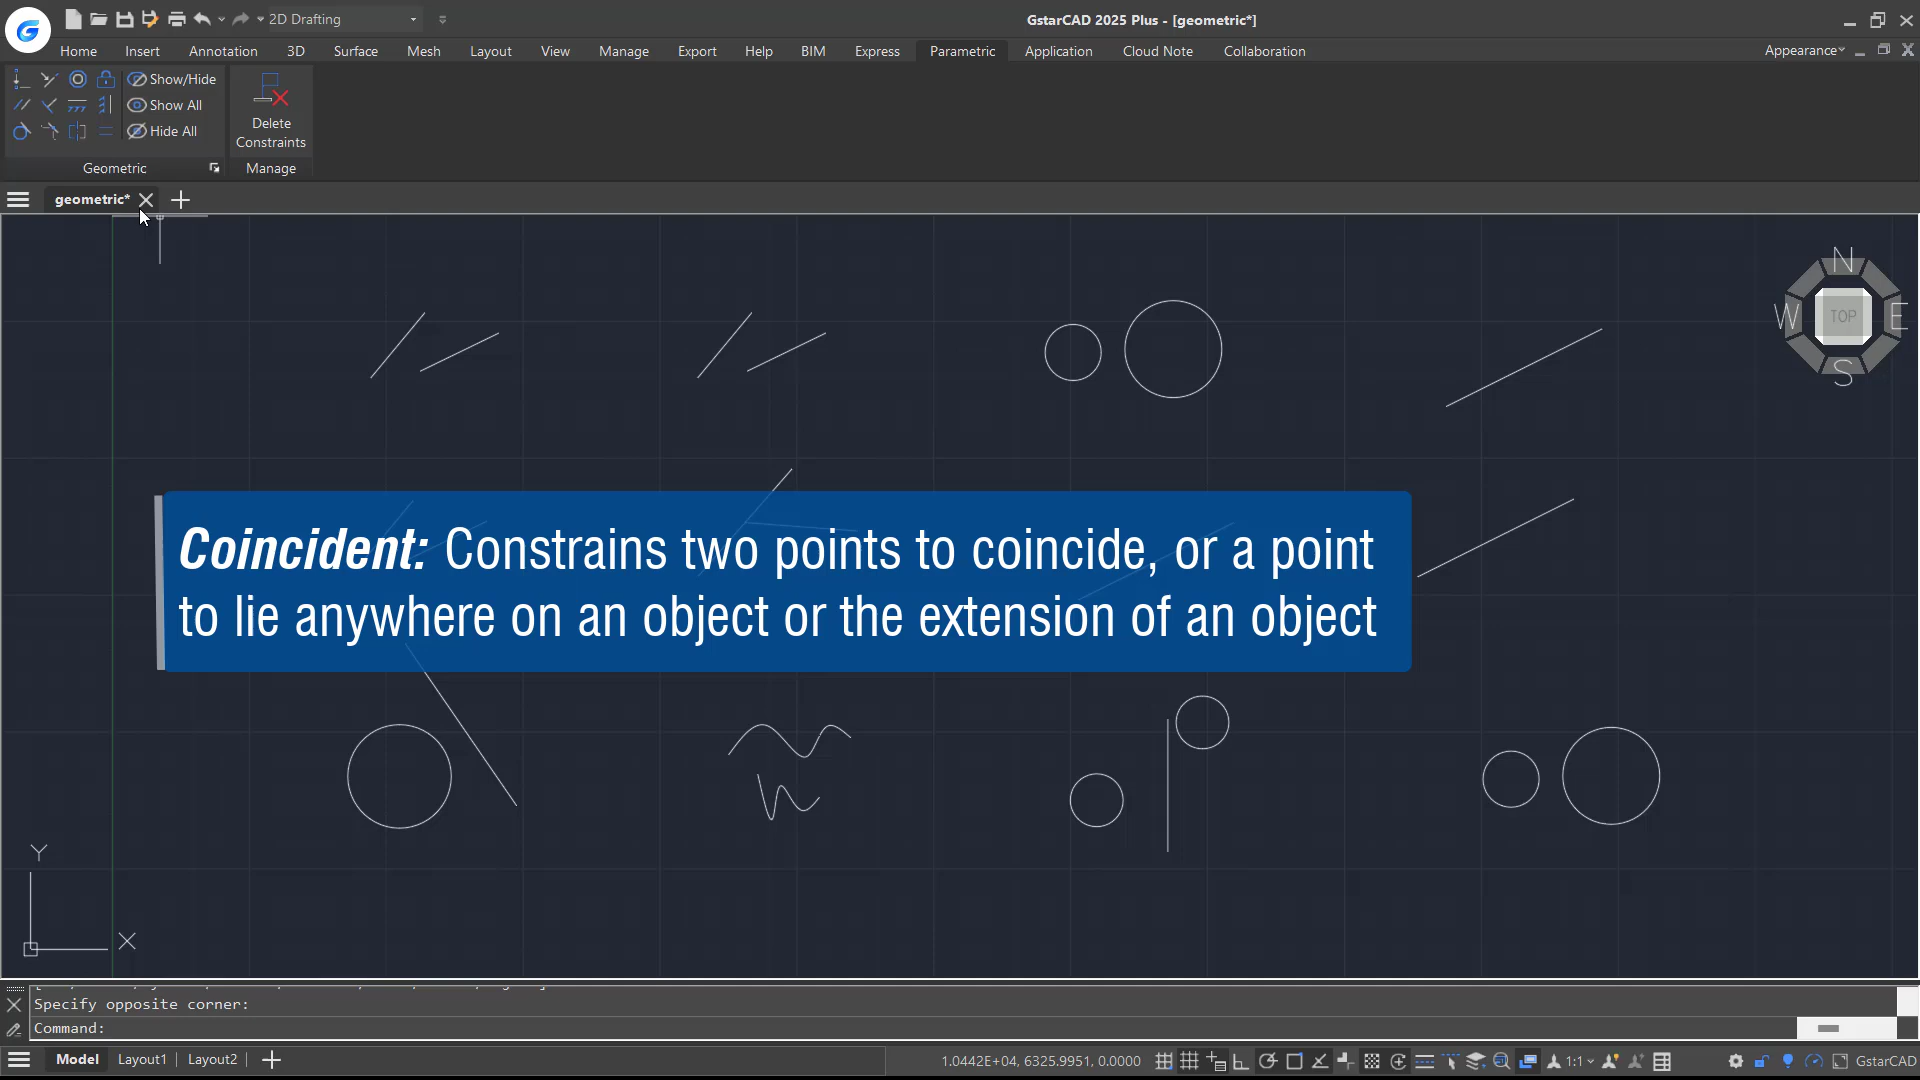 2D Drafting
GstarCAD 2025 Plus - [geometric*]
Home Insert Annotation 3D Surface Mesh Layout View Manage Export Help BIM Express Parametric Application Cloud Note Collaboration Appearance
Show/Hide
Show All
Hide All
Delete
Constraints
Geometric Manage
geometric*
N
W TOP E
S
Coincident: Constrains two points to coincide, or a point
to lie anywhere on an object or the extension of an object
Y
X
Specify opposite corner:
Command:
Model Layout1 Layout2 1.0442E+04, 6325.9951, 0.0000 1:1 GstarCAD